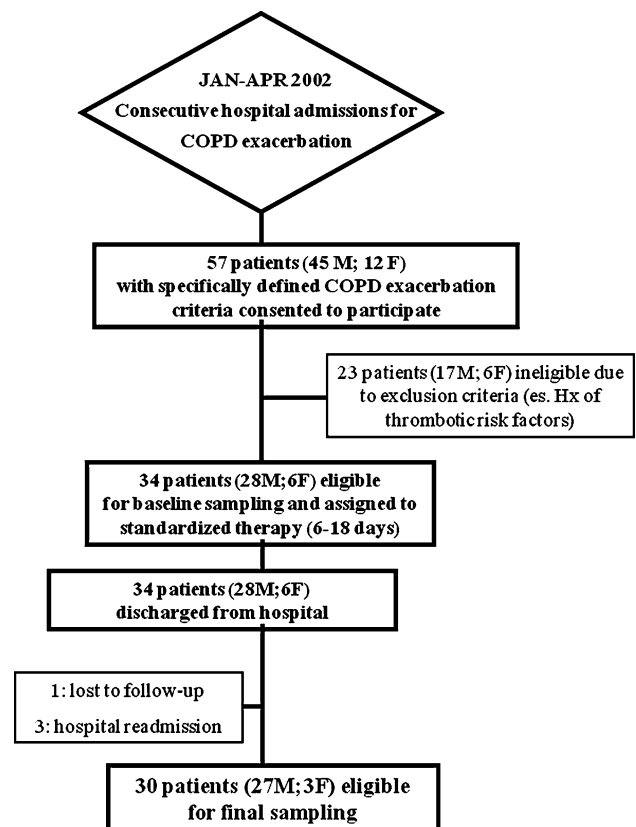 JAN-APR 2002
Consecutive hospital admissions for
COPD exacerbation
57 patients (45 M; 12 F)
with specifically defined COPD exacerbation
criteria consented to participate
23 patients (17M; 6F) ineligible due
to exclusion criteria (es. Hx of
thrombotic risk factors)
34 patients (28M;6F) eligible
for baseline sampling and assigned to
standardized therapy (6-18 days)
34 patients (28M;6F)
discharged from hospital
1: lost to follow-up
3: hospital readmission
30 patients (27M;3F) eligible
for final sampling